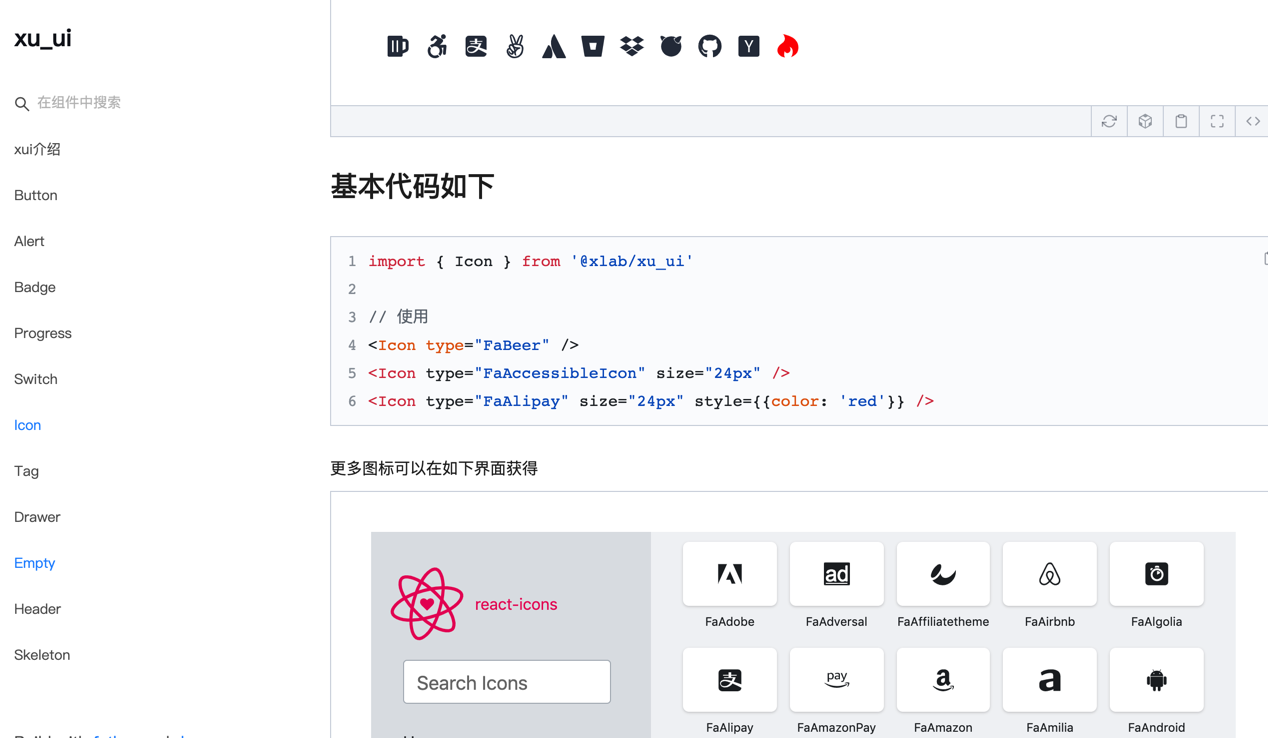 xu_ui
在组件中搜索
xui介绍
Button
Alert
Badge
Progress
Switch
Icon
Tag
Drawer
Empty
Header
Skeleton
基本代码如下
1 import { Icon } from '@xlab/xu_ui'
2
3 // 使用
4 <Icon type="FaBeer" />
5 <Icon type="FaAccessibleIcon" size="24px" />
6 <Icon type="FaAlipay" size="24px" style={{color: 'red'}} />
更多图标可以在如下界面获得
react-icons
Search Icons
FaAdobe FaAdversal FaAffiliatetheme FaAirbnb FaAlgolia
FaAlipay FaAmazonPay FaAmazon FaAmilia FaAndroid